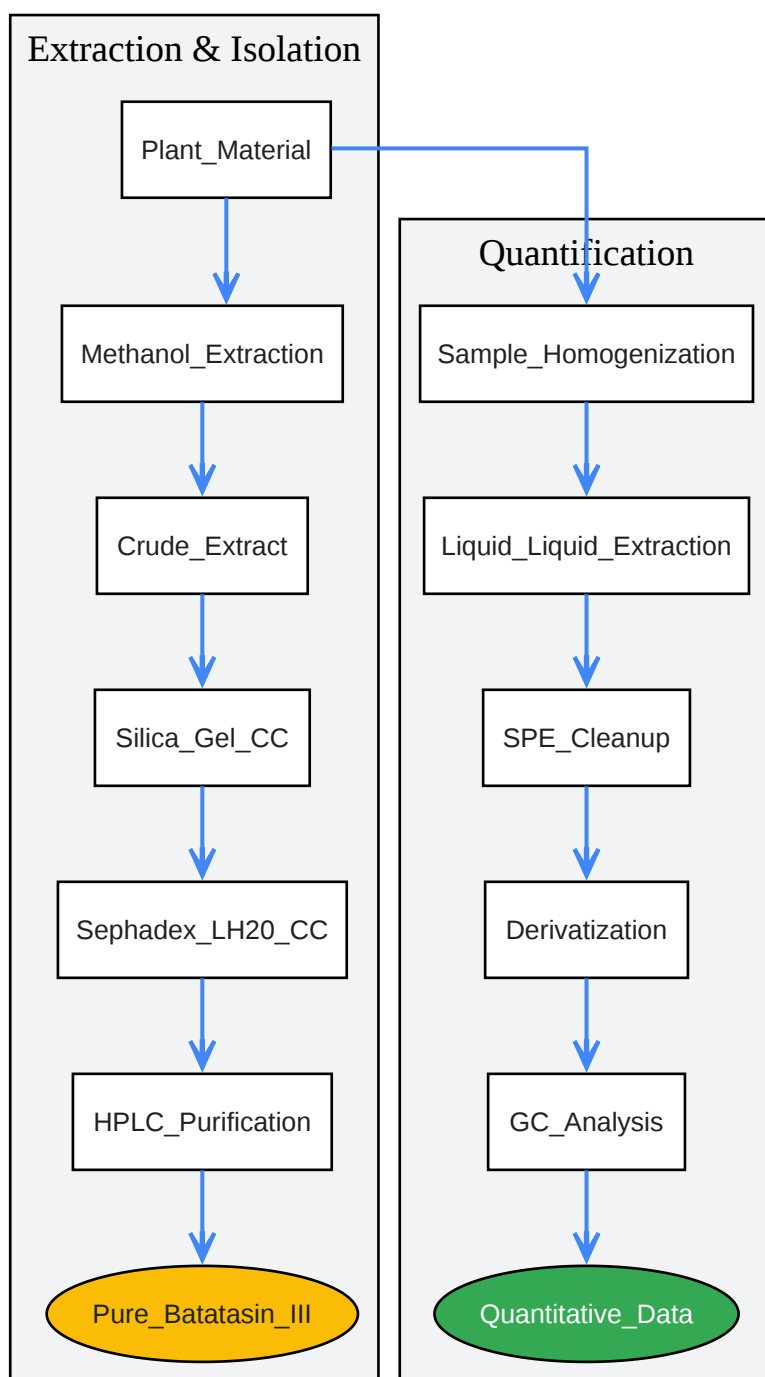 Extraction & Isolation
Plant_Material
Methanol_Extraction
Crude_Extract
Silica_Gel_CC
Sephadex_LH20_CC
HPLC_Purification
Pure_Batatasin_III
Quantification
Sample_Homogenization
Liquid_Liquid_Extraction
SPE_Cleanup
Derivatization
GC_Analysis
Quantitative_Data